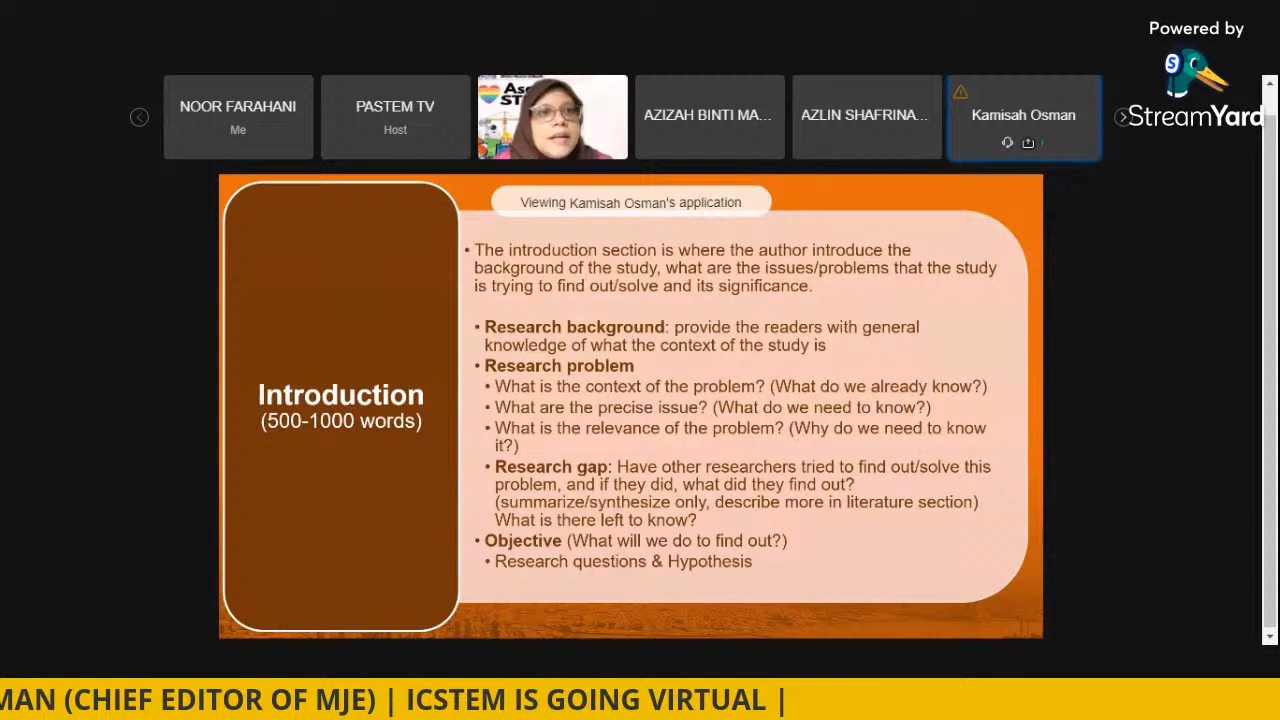 Powered by
StreamYard
NOOR FARAHANI
Me
PASTEM TV
Host
AZIZAH BINTI MA...
AZLIN SHAFRINA...
Kamisah Osman
Viewing Kamisah Osman's application
Introduction
(500-1000 words)
• The introduction section is where the author introduce the
background of the study, what are the issues/problems that the study
is trying to find out/solve and its significance.
• Research background: provide the readers with general
knowledge of what the context of the study is
• Research problem
• What is the context of the problem? (What do we already know?)
• What are the precise issue? (What do we need to know?)
• What is the relevance of the problem? (Why do we need to know
it?)
• Research gap: Have other researchers tried to find out/solve this
problem, and if they did, what did they find out?
(summarize/synthesize only, describe more in literature section)
What is there left to know?
• Objective (What will we do to find out?)
• Research questions & Hypothesis
MAN (CHIEF EDITOR OF MJE) | ICSTEM IS GOING VIRTUAL |